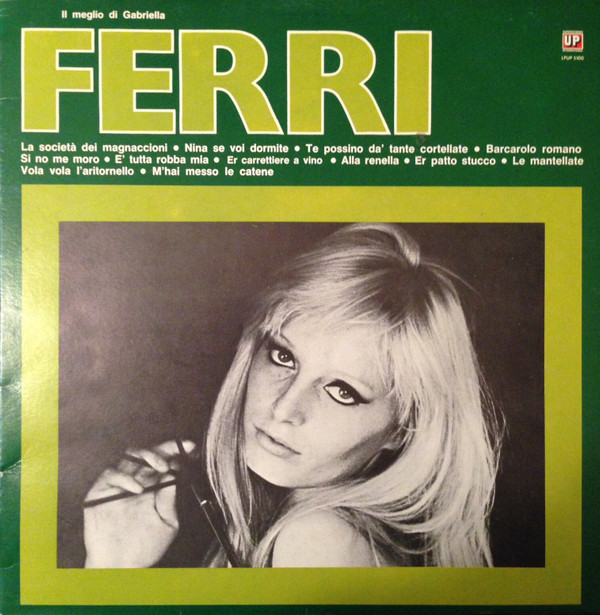 Il meglio di Gabriella
FERRI
UP
LPUP 5100
La società dei magnaccioni • Nina se voi dormite • Te possino da' tante cortellate • Barcarolo romano
Si no me moro • E' tutta robba mia • Er carrettiere a vino • Alla renella • Er patto stucco • Le mantellate
Vola vola l'aritornello • M'hai messo le catene